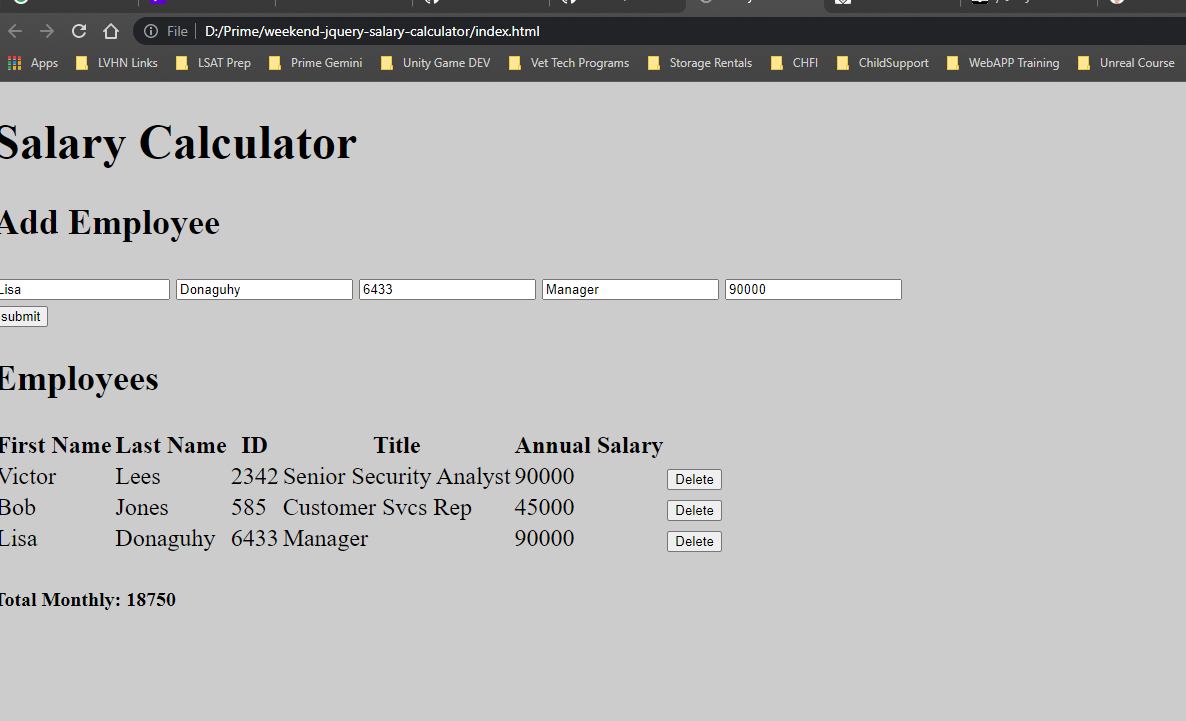 File D:/Prime/weekend-jquery-salary-calculator/index.html
Apps LVHN Links LSAT Prep Prime Gemini Unity Game DEV Vet Tech Programs Storage Rentals CHFI ChildSupport WebAPP Training Unreal Course
Salary Calculator
Add Employee
Lisa Donaguhy 6433 Manager 90000
submit
Employees
First Name Last Name ID Title Annual Salary
Victor Lees 2342 Senior Security Analyst 90000 Delete
Bob Jones 585 Customer Svcs Rep 45000 Delete
Lisa Donaguhy 6433 Manager 90000 Delete
Total Monthly: 18750